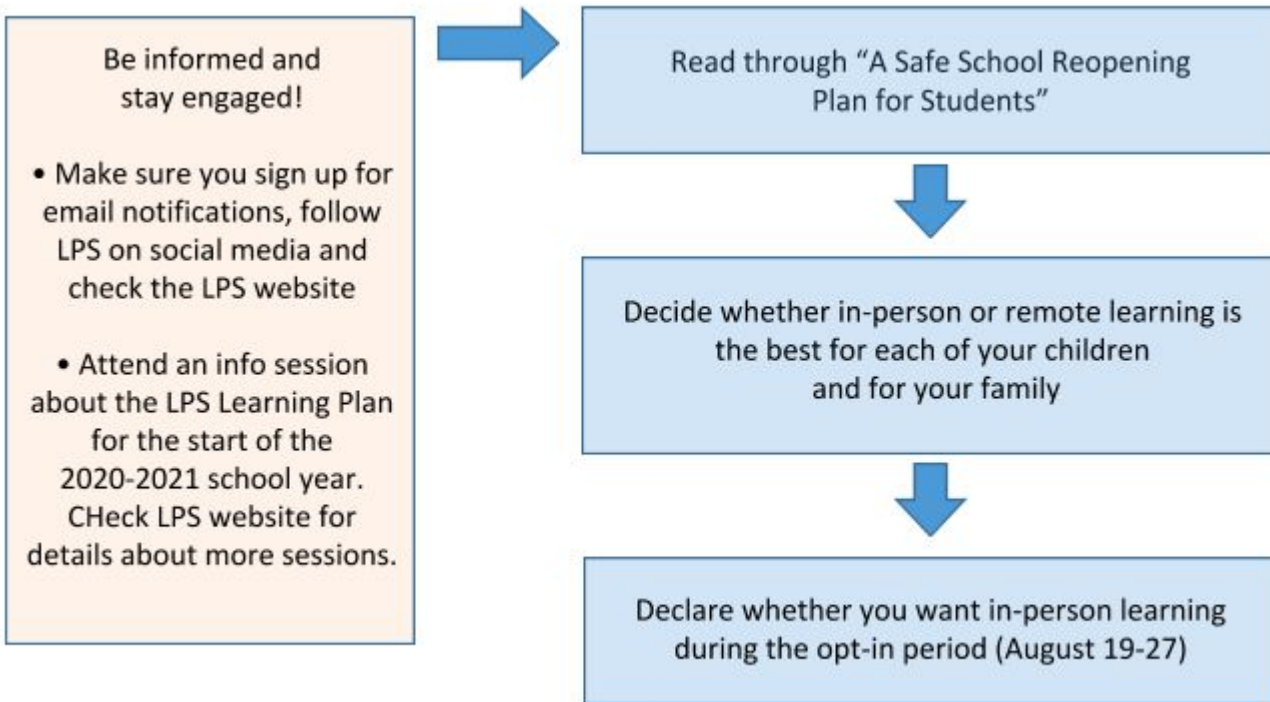 Be informed and
stay engaged!
• Make sure you sign up for
email notifications, follow
LPS on social media and
check the LPS website
• Attend an info session
about the LPS Learning Plan
for the start of the
2020-2021 school year.
CHeck LPS website for
details about more sessions.
Read through “A Safe School Reopening
Plan for Students”
Decide whether in-person or remote learning is
the best for each of your children
and for your family
Declare whether you want in-person learning
during the opt-in period (August 19-27)